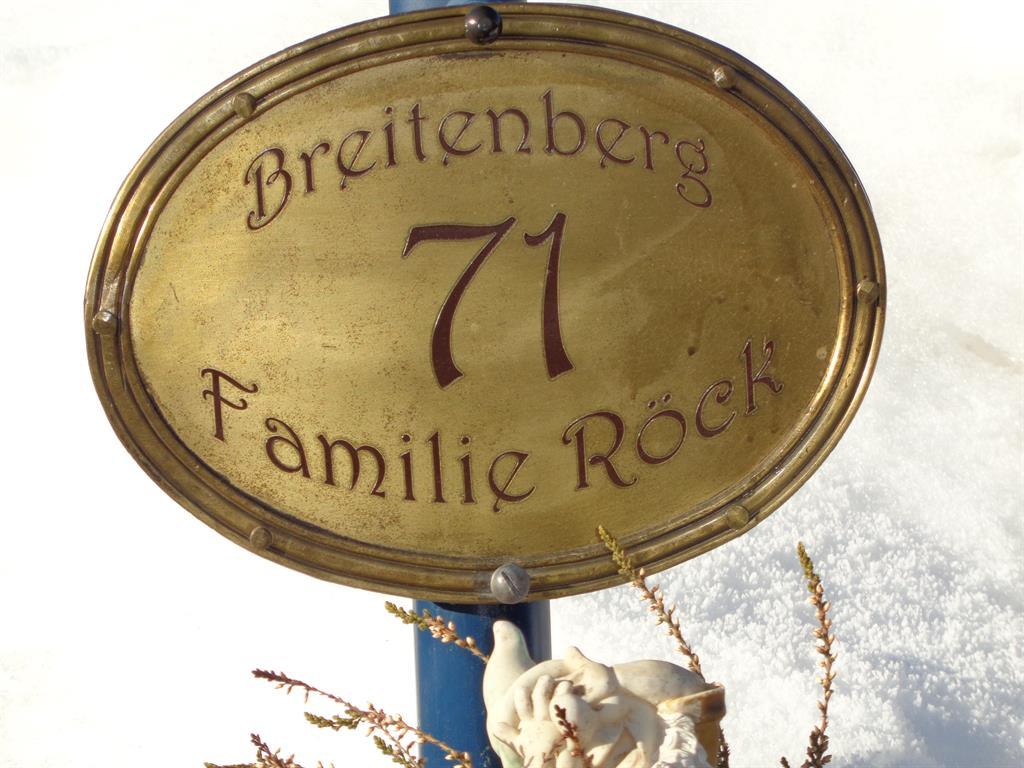 Breitenberg
71
Familie Röck